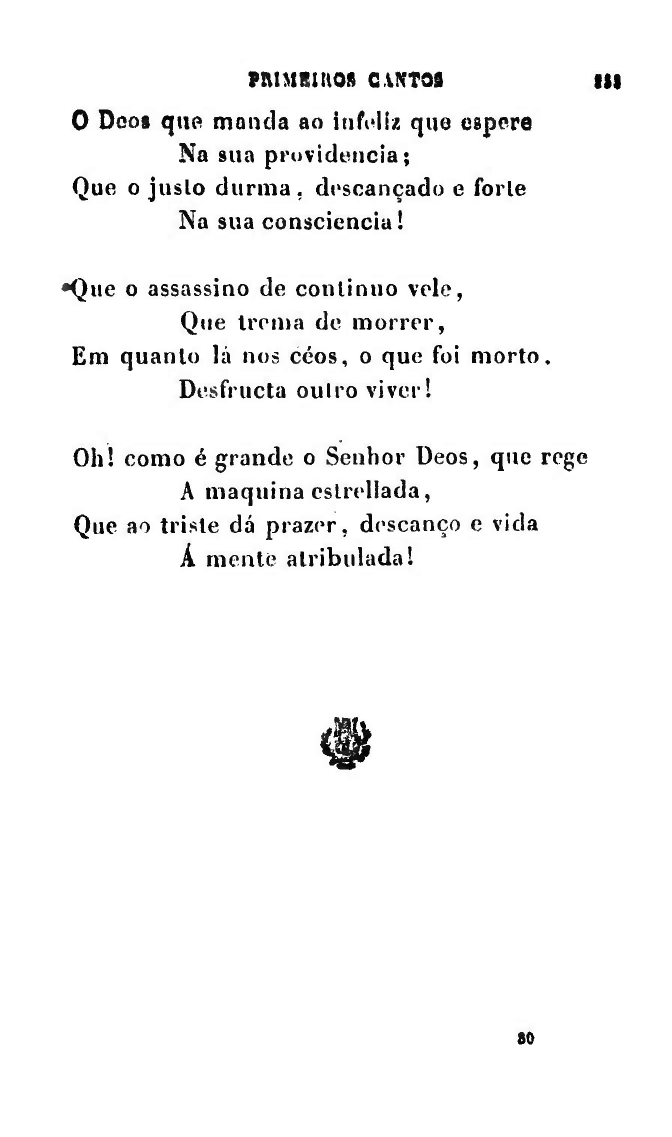 PRIMEIROS CANTOS
O Deos que manda ao infeliz que espere
Na sua providencia;
Que o justo durma, descançado e forte
Na sua consciencia!
Que o assassino de continuo vele,
Que trema de morrer,
Em quanto lá nos céos, o que foi morto.
Desfructa outro viver!
Oh! como é grande o Senhor Deos, que rege
A maquina estrellada,
Que ao triste dá prazer, descanço e vida
Á mente atribulada!